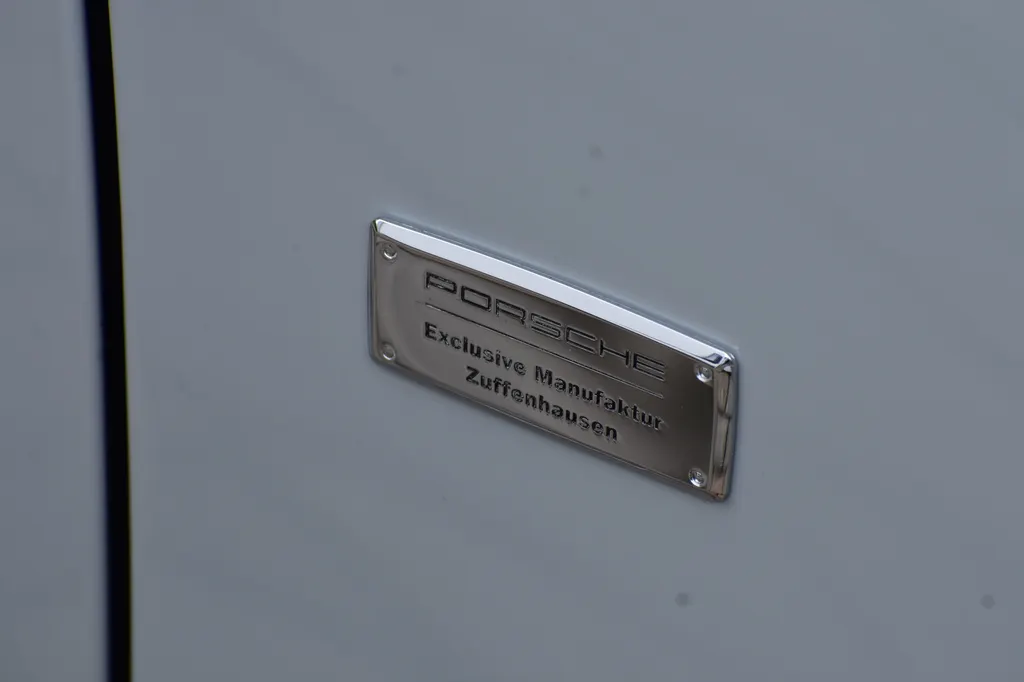 PORSCHE
Exclusive Manufaktur
Zuffenhausen